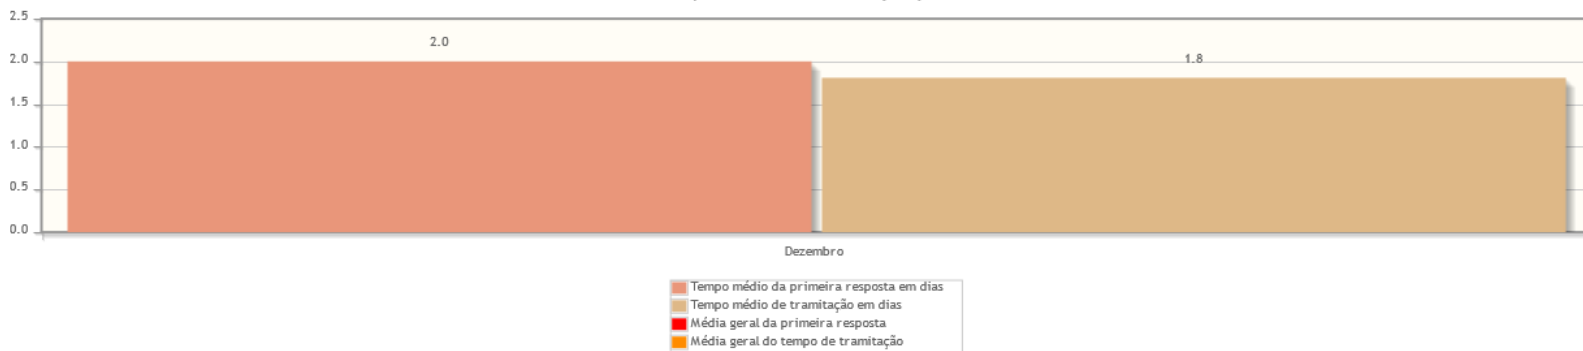 2.5
2.0
1.5
1.0
0.5
0.0
2.0
1.8
Dezembro
Tempo médio da primeira resposta em dias
Tempo médio de tramitação em dias
Média geral da primeira resposta
Média geral do tempo de tramitação